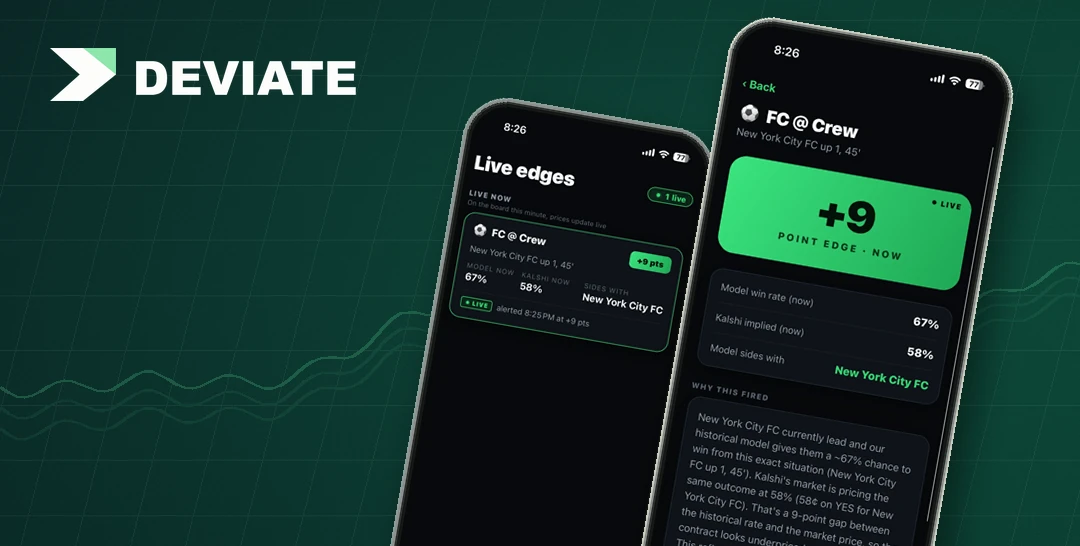 DEVIATE
8:26
77
Live edges
1 live
LIVE NOW
On the board this minute, prices update live
FC @ Crew
New York City FC up 1, 45'
+9 pts
MODEL NOW
KALSHI NOW
SIDES WITH
67%
58%
New York City FC
LIVE
alerted 8:25PM at +9 pts
8:26
77
‹ Back
FC @ Crew
New York City FC up 1, 45'
LIVE
+9
POINT EDGE · NOW
Model win rate (now)
67%
Kalshi implied (now)
58%
Model sides with
New York City FC
WHY THIS FIRED
New York City FC currently lead and our
historical model gives them a ~67% chance to
win from this exact situation (New York City
FC up 1, 45'). Kalshi's market is pricing the
same outcome at 58% (58¢ on YES for New
York City FC). That's a 9-point gap between
the historical rate and the market price, so
contract looks
This